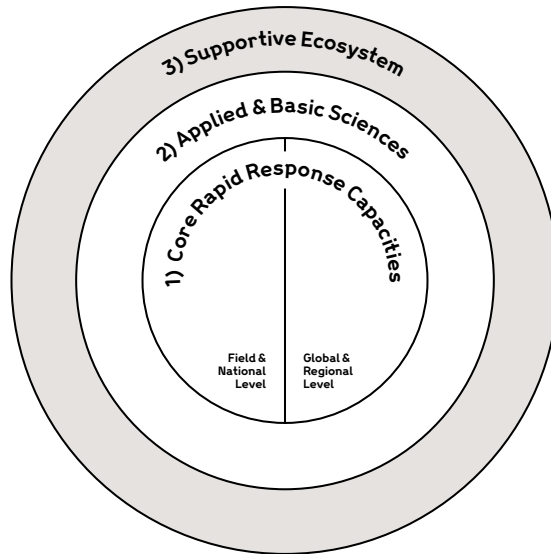 3) Supportive Ecosystem
2) Applied & Basic Sciences
1) Core Rapid Response Capacities
Field &
National
Level
Global &
Regional
Level